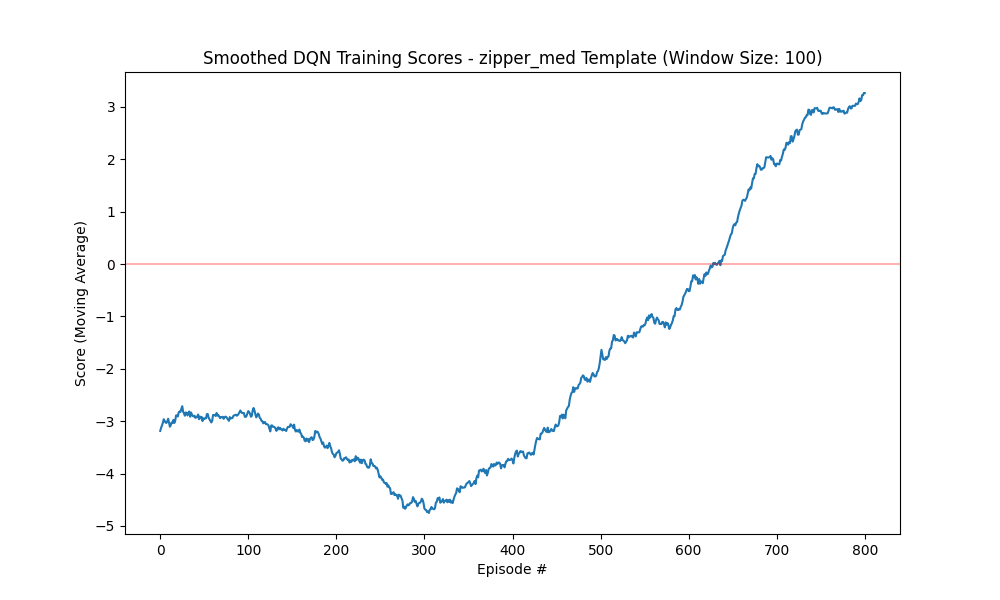 Smoothed DQN Training Scores - zipper_med Template (Window Size: 100)
Score (Moving Average)
3
2
1
0
−1
−2
−3
−4
−5
0 100 200 300 400 500 600 700 800
Episode #